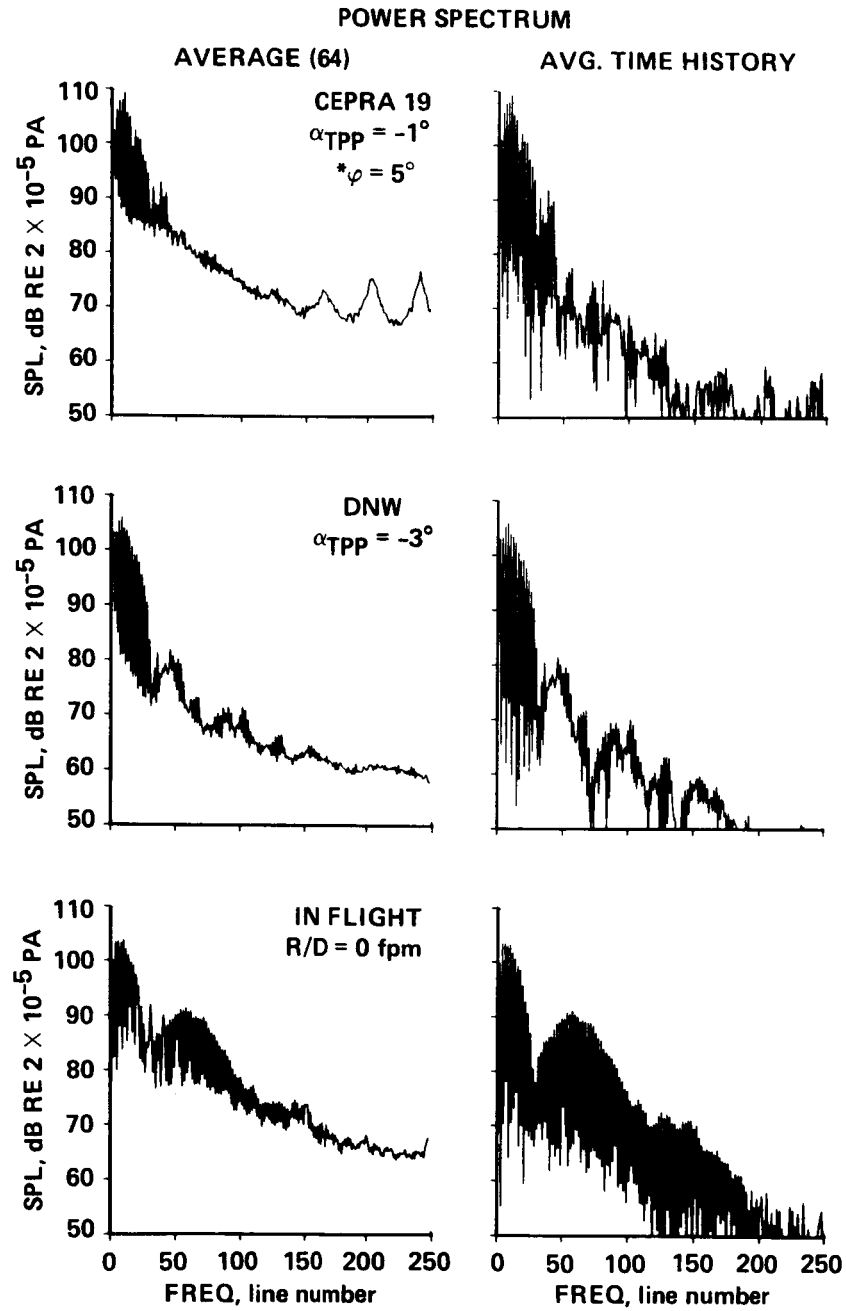 POWER SPECTRUM
AVERAGE (64)
AVG. TIME HISTORY
110
100
90
80
70
60
50
SPL, dB RE 2 × 10⁻⁵ PA
CEPRA 19
αTPP = -1°
*φ = 5°
110
100
90
80
70
60
50
SPL, dB RE 2 × 10⁻⁵ PA
DNW
αTPP = -3°
110
100
90
80
70
60
50
SPL, dB RE 2 × 10⁻⁵ PA
IN FLIGHT
R/D = 0 fpm
0 50 100 150 200 250
FREQ, line number
0 50 100 150 200 250
FREQ, line number